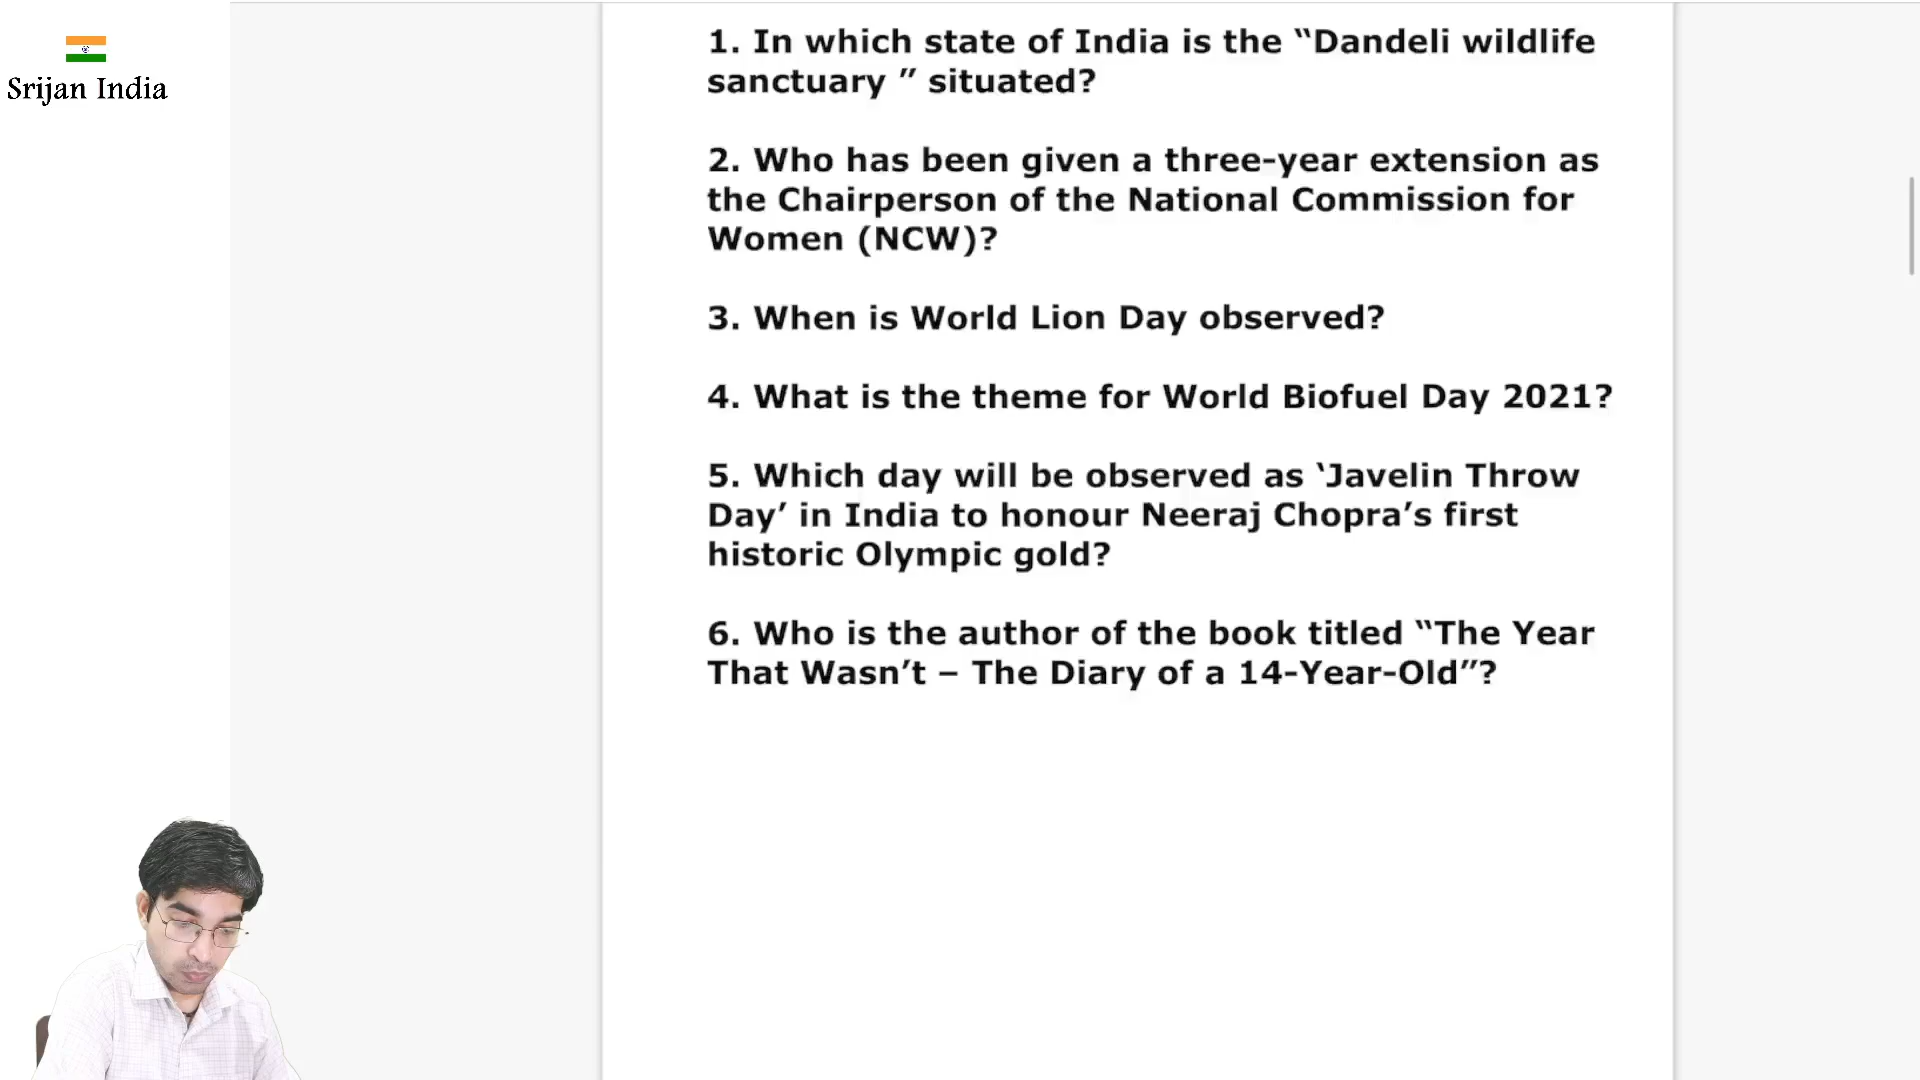 Srijan India
1. In which state of India is the “Dandeli wildlife
sanctuary ” situated?
2. Who has been given a three-year extension as
the Chairperson of the National Commission for
Women (NCW)?
3. When is World Lion Day observed?
4. What is the theme for World Biofuel Day 2021?
5. Which day will be observed as ‘Javelin Throw
Day’ in India to honour Neeraj Chopra’s first
historic Olympic gold?
6. Who is the author of the book titled “The Year
That Wasn’t – The Diary of a 14-Year-Old”?